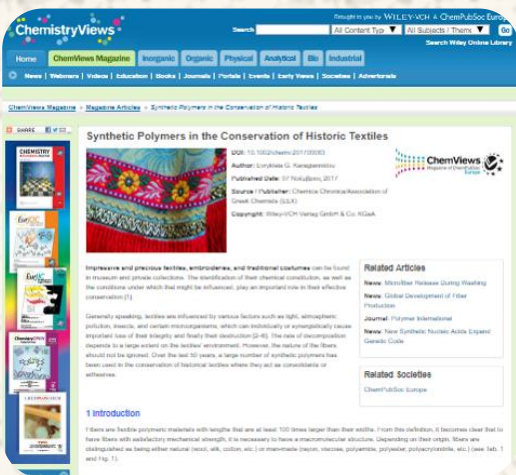 Brought to you by WILEY-VCH & ChemPubSoc Europe
ChemistryViews
Search All Content Typ All Subjects / Them Go
Search Wiley Online Library
Home ChemViews Magazine Inorganic Organic Physical Analytical Bio Industrial
News | Webinars | Videos | Education | Books | Journals | Portals | Events | Early Views | Societies | Advertorials
ChemViews Magazine » Magazine Articles » Synthetic Polymers in the Conservation of Historic Textiles
SHARE
Synthetic Polymers in the Conservation of Historic Textiles
CHEMISTRY
DOI:
Author: Evrykleia G. Karagiannidou
Published Date: 07 Νοέμβριος 2017
Source / Publisher: Chemica Chronica/Association of
Greek Chemists (EEX)
Copyright: Wiley-VCH Verlag GmbH & Co. KGaA
ChemViews
Magazine of ChemPubSoc
Europe
Impressive and precious textiles, embroideries, and traditional costumes can be found
in museum and private collections. The identification of their chemical constitution, as well as
the conditions under which that might be influenced, play an important role in their effective
conservation [1].
Generally speaking, textiles are influenced by various factors such as light, atmospheric
pollution, insects, and certain microorganisms, which can individually or synergistically cause
important loss of their integrity and finally their destruction [2–6]. The rate of decomposition
depends to a large extent on the textiles' environment. However, the nature of the fibers
should not be ignored. Over the last 50 years, a large number of synthetic polymers has
been used in the conservation of historical textiles where they act as consolidants or
adhesives.
Related Articles
News: Microfiber Release During Washing
News: Global Development of Fiber
Production
Journal: Polymer International
News: New Synthetic Nucleic Acids Expand
Genetic Code
Related Societies
ChemPubSoc Europe
1 Introduction
Fibers are flexible polymeric materials with lengths that are at least 100 times larger than their widths. From this definition, it becomes clear that to
have fibers with satisfactory mechanical strength, it is necessary to have a macromolecular structure. Depending on their origin, fibers are
distinguished as being either natural (wool, silk, cotton, etc.) or man-made (rayon, viscose, polyamide, polyester, polyacrylonitrile, etc.) (see Tab. 1
and Fig. 1).